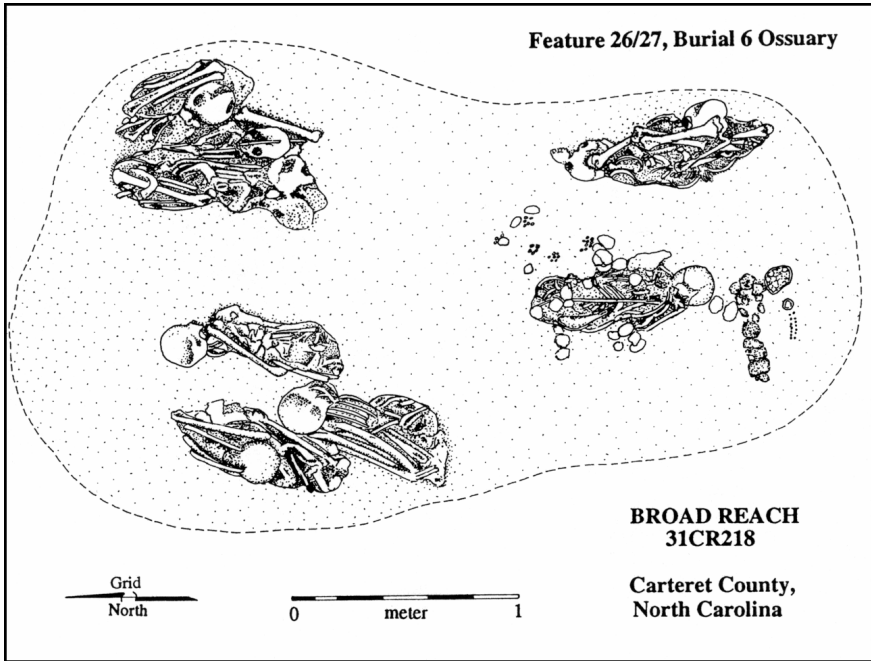 Feature 26/27, Burial 6 Ossuary
BROAD REACH
31CR218
Carteret County,
North Carolina
Grid
North
0 meter 1